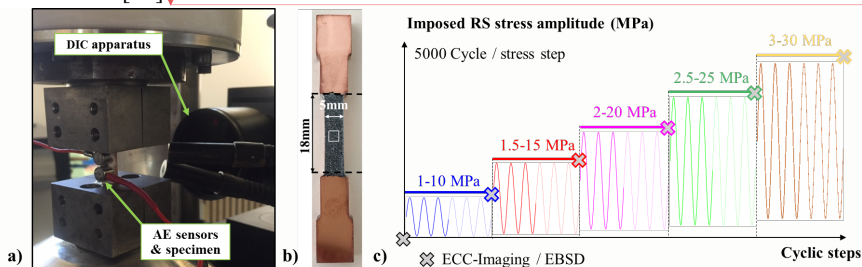 DIC apparatus
AE sensors
& specimen
a)
5mm
18mm
b)
Imposed RS stress amplitude (MPa)
5000 Cycle / stress step
3-30 MPa
2.5-25 MPa
2-20 MPa
1.5-15 MPa
1-10 MPa
Cyclic steps
ECC-Imaging / EBSD
c)